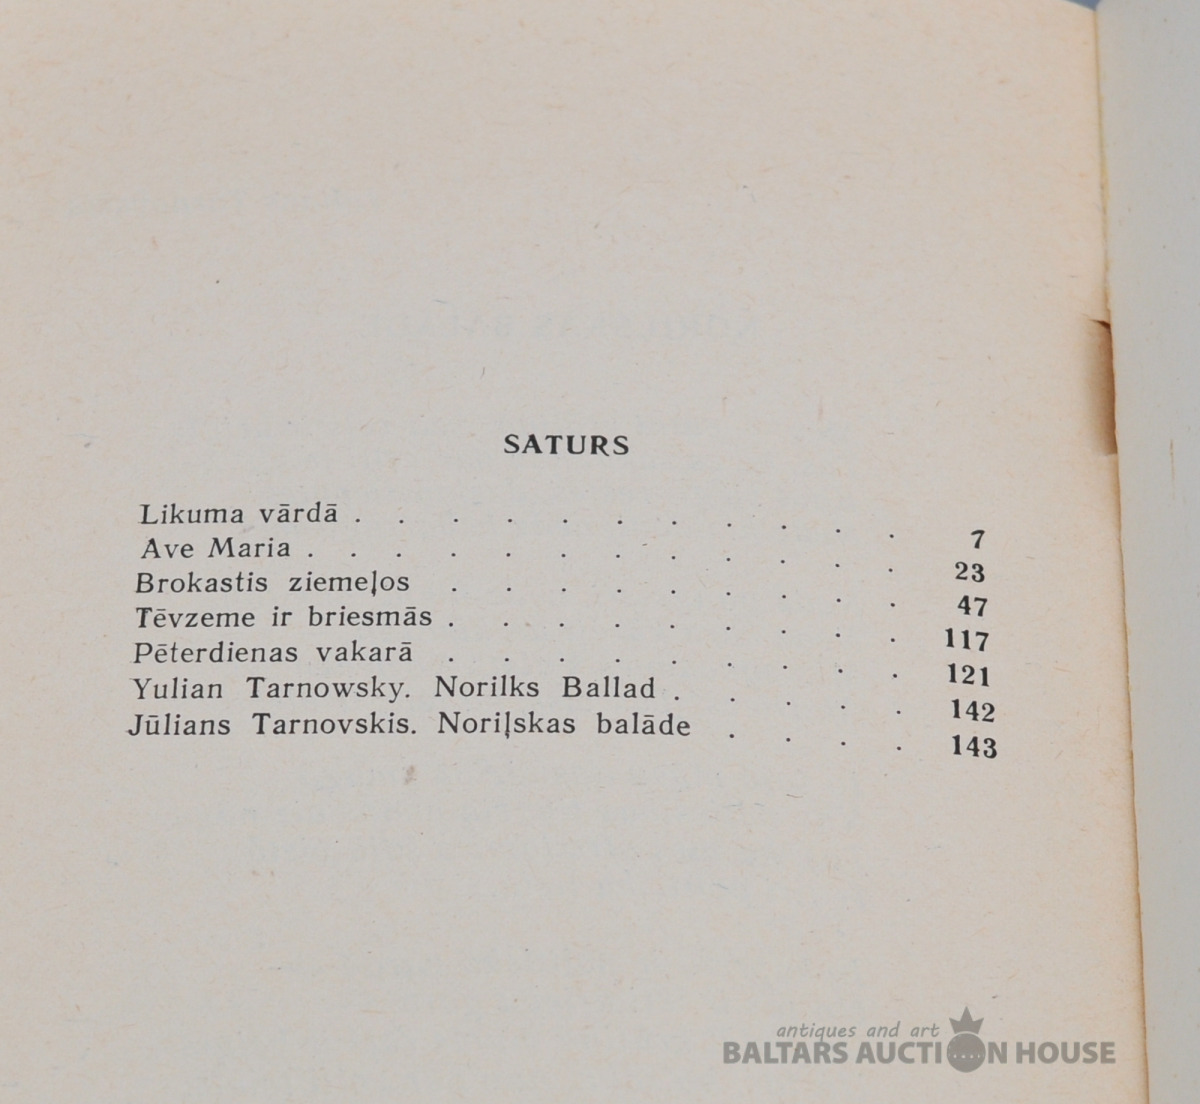 SATURS
Likuma vārdā . . . . . . . . . . 7
Ave Maria . . . . . . . . . . . 23
Brokastis ziemeļos . . . . . . . . . 47
Tēvzeme ir briesmās . . . . . . . . . 117
Pēterdienas vakarā . . . . . . . . . 121
Yulian Tarnowsky. Norilks Ballad . . . . . 142
Jūlians Tarnovskis. Noriļskas balāde . . . . 143
antiques and art
BALTARS AUCTION HOUSE